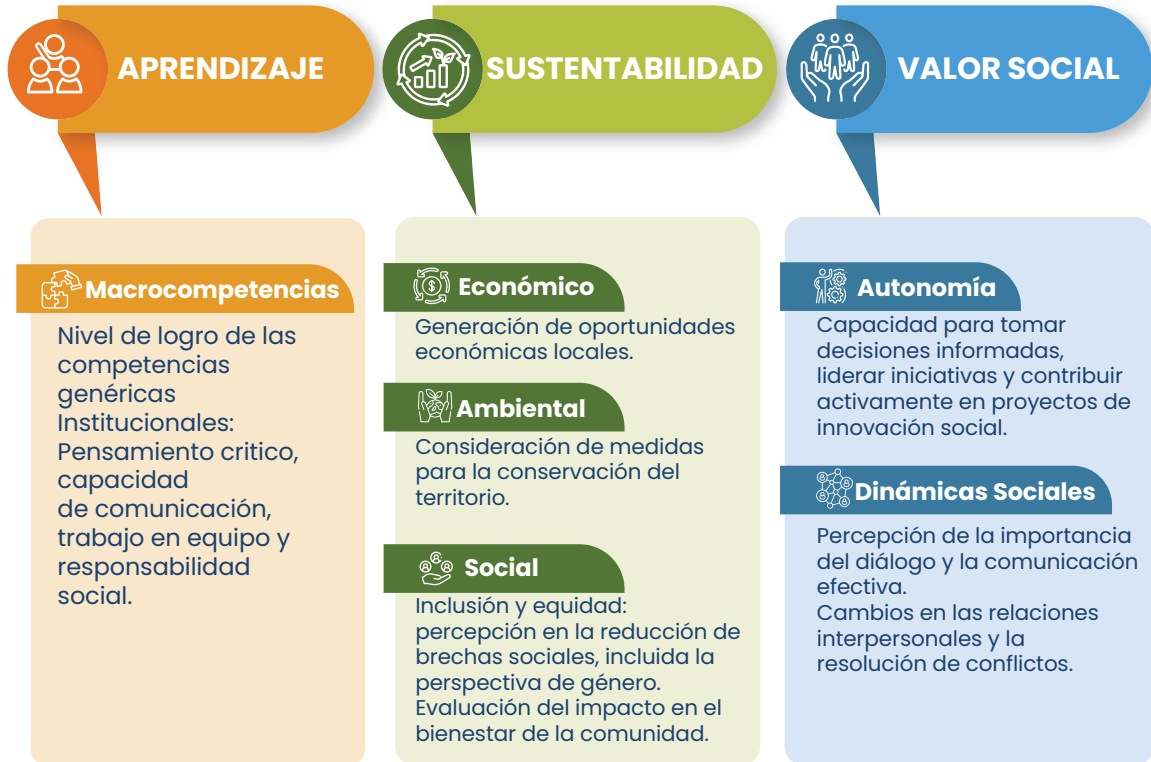 APRENDIZAJE
Macrocompetencias
Nivel de logro de las
competencias
genéricas
Institucionales:
Pensamiento critico,
capacidad
de comunicación,
trabajo en equipo y
responsabilidad
social.
SUSTENTABILIDAD
Económico
Generación de oportunidades
económicas locales.
Ambiental
Consideración de medidas
para la conservación del
territorio.
Social
Inclusión y equidad:
percepción en la reducción de
brechas sociales, incluida la
perspectiva de género.
Evaluación del impacto en el
bienestar de la comunidad.
VALOR SOCIAL
Autonomía
Capacidad para tomar
decisiones informadas,
liderar iniciativas y contribuir
activamente en proyectos de
innovación social.
Dinámicas Sociales
Percepción de la importancia
del diálogo y la comunicación
efectiva.
Cambios en las relaciones
interpersonales y la
resolución de conflictos.